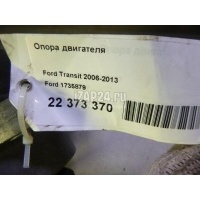 Опора двигателя
Ford Transit 2006-2013
Ford 1735879
22 373 370